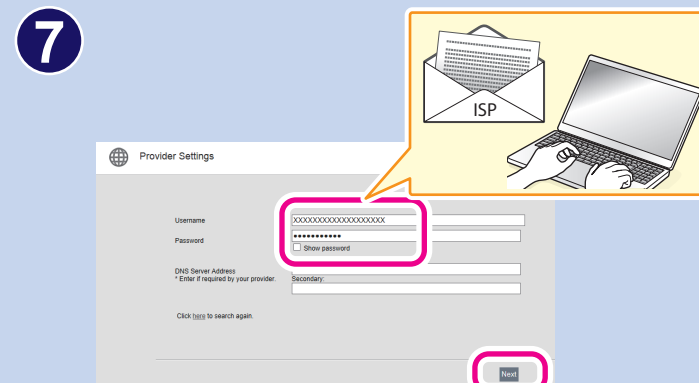 7
ISP
Provider Settings
Username
XXXXXXXXXXXXXXXXXXX
Password
•••••••••••
Show password
DNS Server Address
* Enter if required by your provider.
Secondary:
Click here to search again.
Next